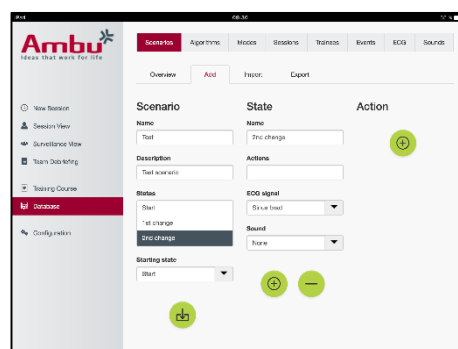 iPad 08.30
Ambu
Ideas that work for life
Scenarios Algorithms Modes Sessions Trainees Events ECG Sounds
Overview Add Import Export
New Session
Session View
Surveillance View
Team Debriefing
Training Course
Database
Configuration
Scenario State Action
Name Name
Test 2nd change
Description Actions
Test scenario
States ECG signal
Start Sinus brad
1st change
2nd change Sound
None
Starting state
Start